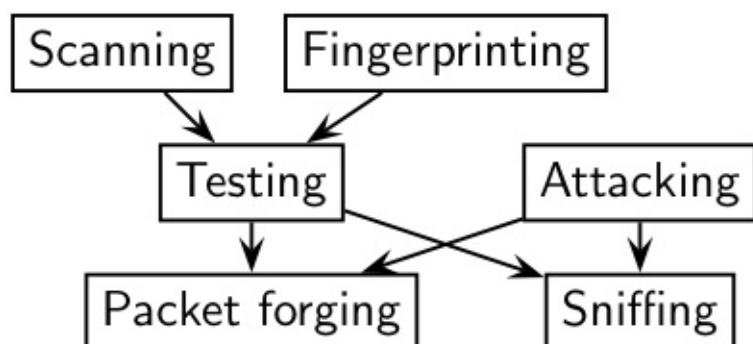 Scanning
Fingerprinting
Testing
Attacking
Packet forging
Sniffing